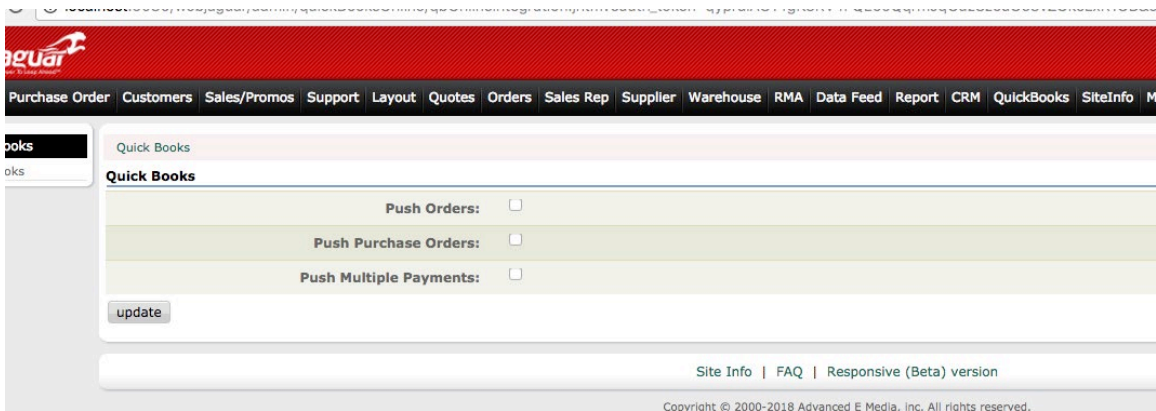 aguar
Purchase Order Customers Sales/Promos Support Layout Quotes Orders Sales Rep Supplier Warehouse RMA Data Feed Report CRM QuickBooks SiteInfo M
ooks
Quick Books
oks
Quick Books
Push Orders:
Push Purchase Orders:
Push Multiple Payments:
update
Site Info | FAQ | Responsive (Beta) version
Copyright © 2000-2018 Advanced E Media, inc. All rights reserved.